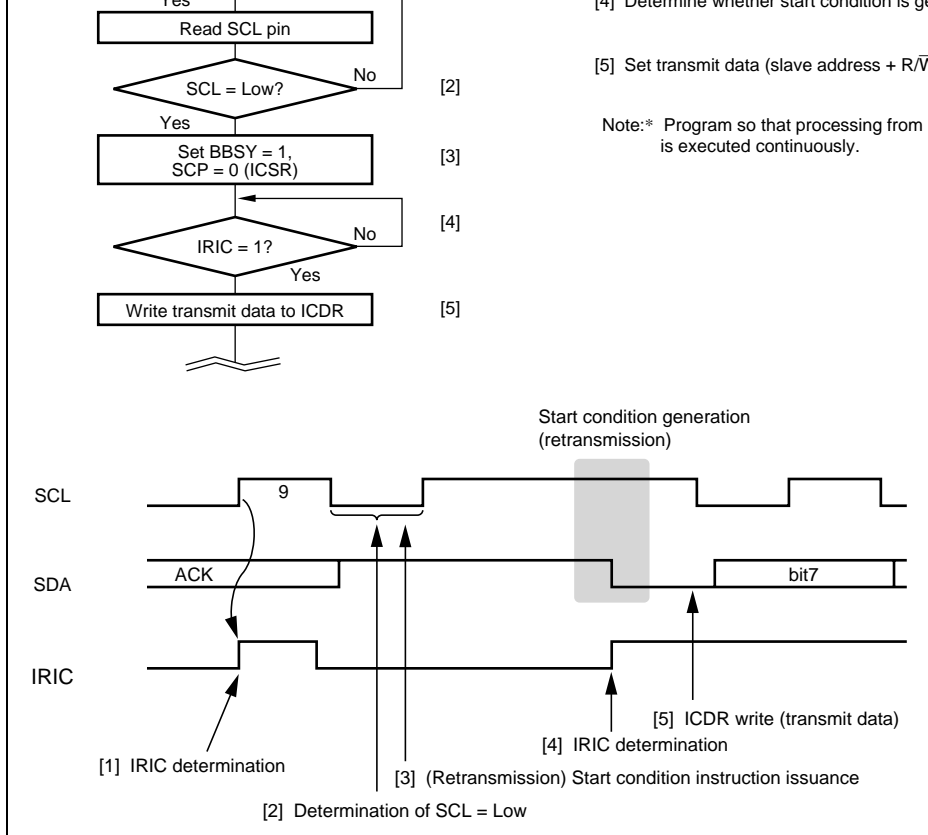 Yes
Read SCL pin
SCL = Low?
No
[2]
Yes
Set BBSY = 1,
SCP = 0 (ICSR)
[3]
[4]
IRIC = 1?
No
Yes
Write transmit data to ICDR
[5]
[4] Determine whether start condition is
[5] Set transmit data (slave address +
Note:* Program so that processing from
is executed continuously.
Start condition generation
(retransmission)
SCL
9
SDA
ACK
bit7
IRIC
[5] ICDR write (transmit data)
[4] IRIC determination
[1] IRIC determination
[3] (Retransmission) Start condition instruction issuance
[2] Determination of SCL = Low